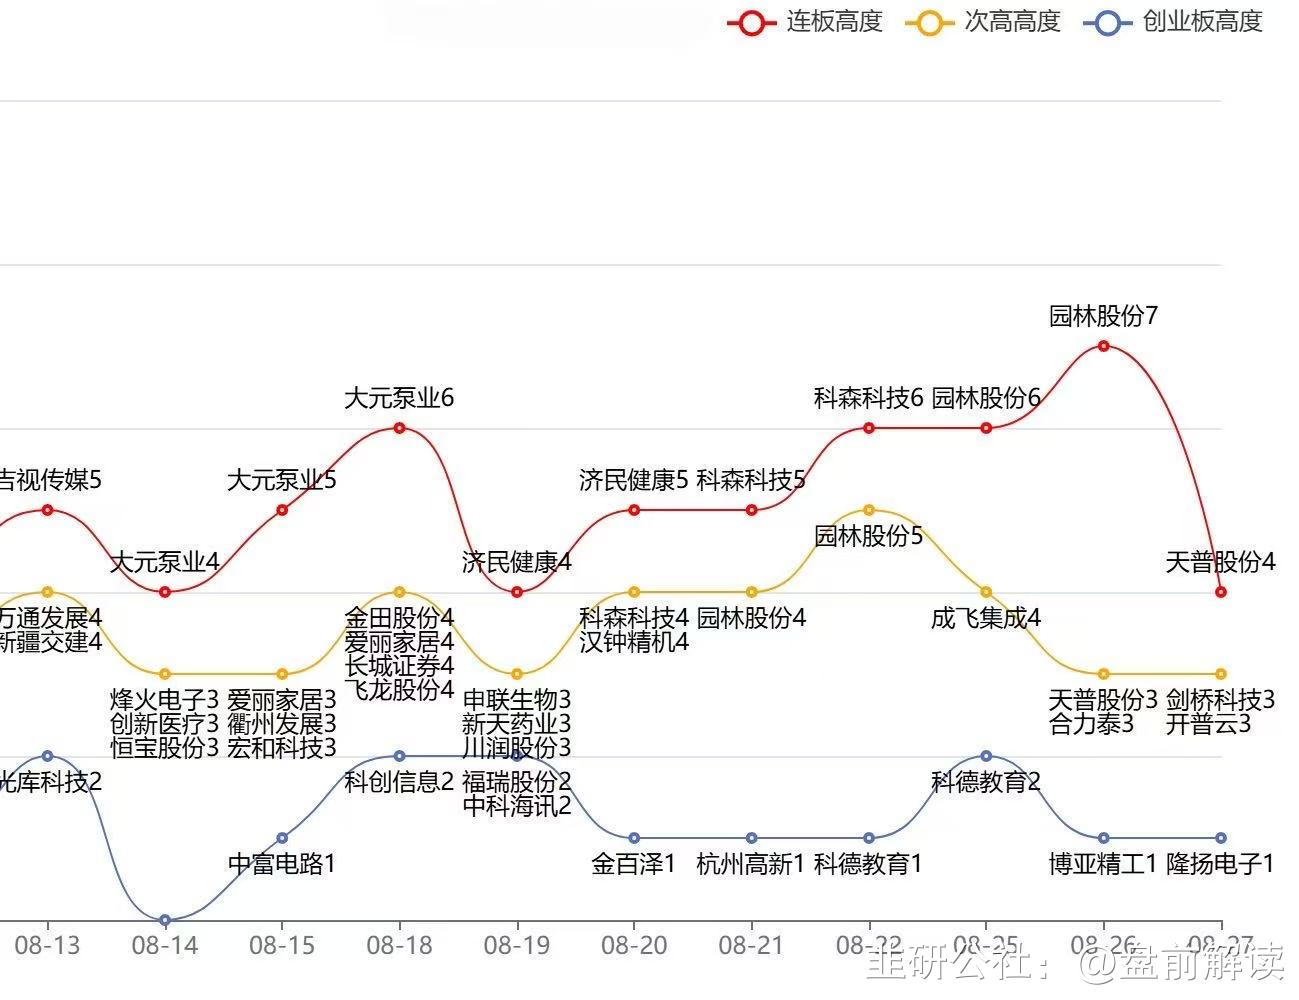 连板高度 次高高度 创业板高度
园林股份7
大元泵业6 科森科技6 园林股份6
吉视传媒5 大元泵业5 济民健康5 科森科技5
园林股份5
大元泵业4 济民健康4 天普股份4
万通发展4 金田股份4 科森科技4 园林股份4 成飞集成4
新疆交建4 爱丽家居4 汉钟精机4
长城证券4
飞龙股份4
烽火电子3 爱丽家居3 申联生物3 天普股份3 剑桥科技3
创新医疗3 衢州发展3 新天药业3 合力泰3 开普云3
恒宝股份3 宏和科技3 川润股份3
光库科技2 科创信息2 福瑞股份2 科德教育2
中科海讯2
中富电路1 金百泽1 杭州高新1 科德教育1 博亚精工1 隆扬电子1
08-13 08-14 08-15 08-18 08-19 08-20 08-21 08-22 08-25 08-26 08-27
韭研公社：@盘前解读